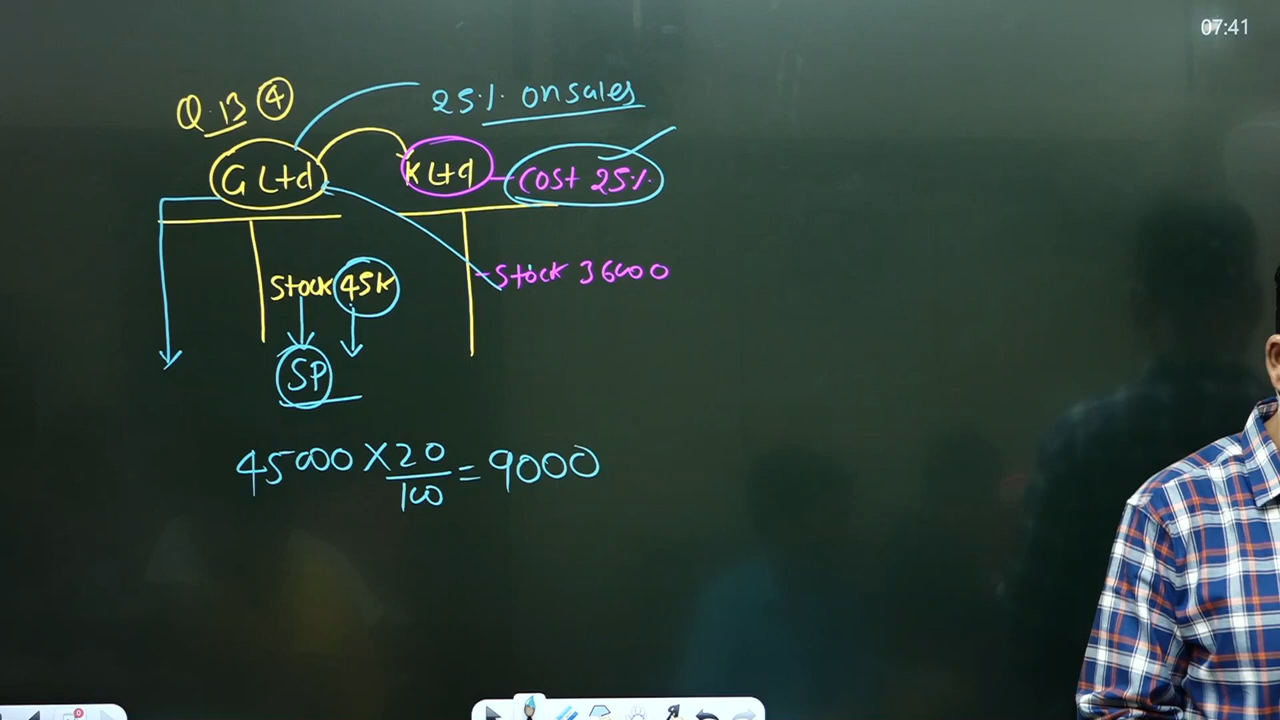 07:41
Q.13 ④
25% on sales
G Ltd
K Ltd - Cost 25%
Stock 45K
Stock 36000
SP
45000 × 20/100 = 9000